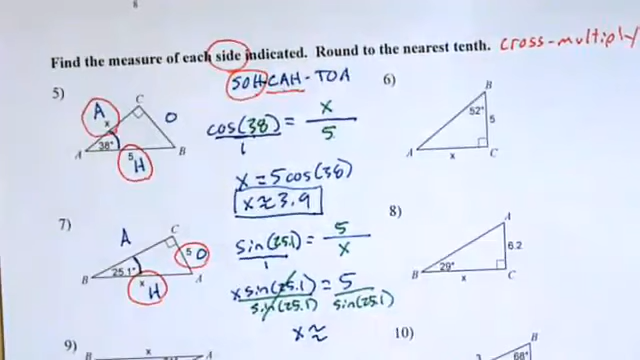 8
Find the measure of each side indicated. Round to the nearest tenth. cross-multiply
SOH-CAH-TOA
5)
A x C O
A 38° 5 H B
cos(38) = x
1 5
x = 5cos(38)
x ≈ 3.9
6)
B
52° 5
A x C
7)
A C
5 O
B 25.1° x H A
sin(25.1) = 5
1 x
x sin(25.1) = 5
sin(25.1) sin(25.1)
x ≈
8)
A
6.2
B 29° x C
9)
B x A
10)
B
68°